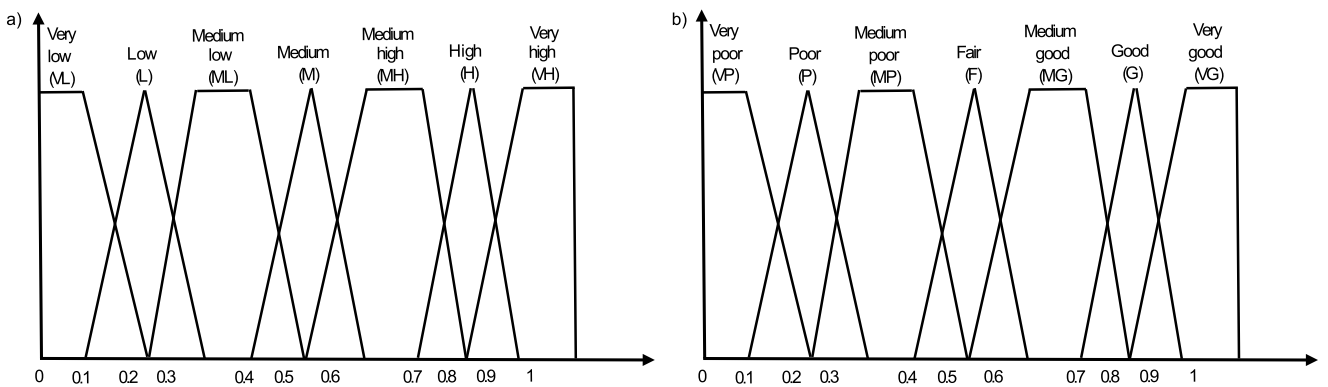 a)
Very
low
(VL)
Low
(L)
Medium
low
(ML)
Medium
(M)
Medium
high
(MH)
High
(H)
Very
high
(VH)
0 0.1 0.2 0.3 0.4 0.5 0.6 0.7 0.8 0.9 1
b)
Very
poor
(VP)
Poor
(P)
Medium
poor
(MP)
Fair
(F)
Medium
good
(MG)
Good
(G)
Very
good
(VG)
0 0.1 0.2 0.3 0.4 0.5 0.6 0.7 0.8 0.9 1